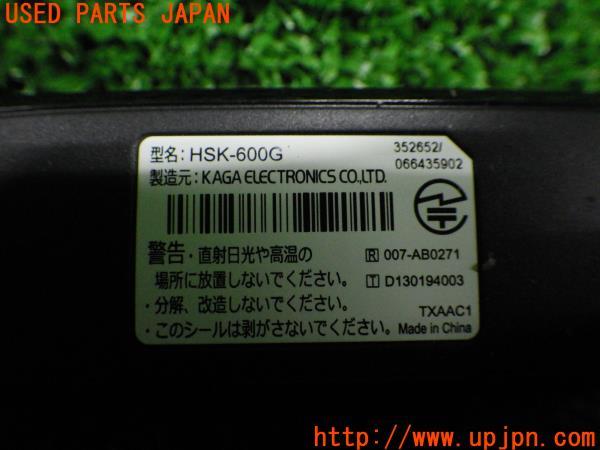 USED PARTS JAPAN
型名：HSK-600G
352652/
066435902
製造元：KAGA ELECTRONICS CO.,LTD.
警告・直射日光や高温の
場所に放置しないでください。
・分解、改造しないでください。
・このシールは剥がさないでください。
R 007-AB0271
T D130194003
TXAAC1
Made in China
http://www.upjpn.com